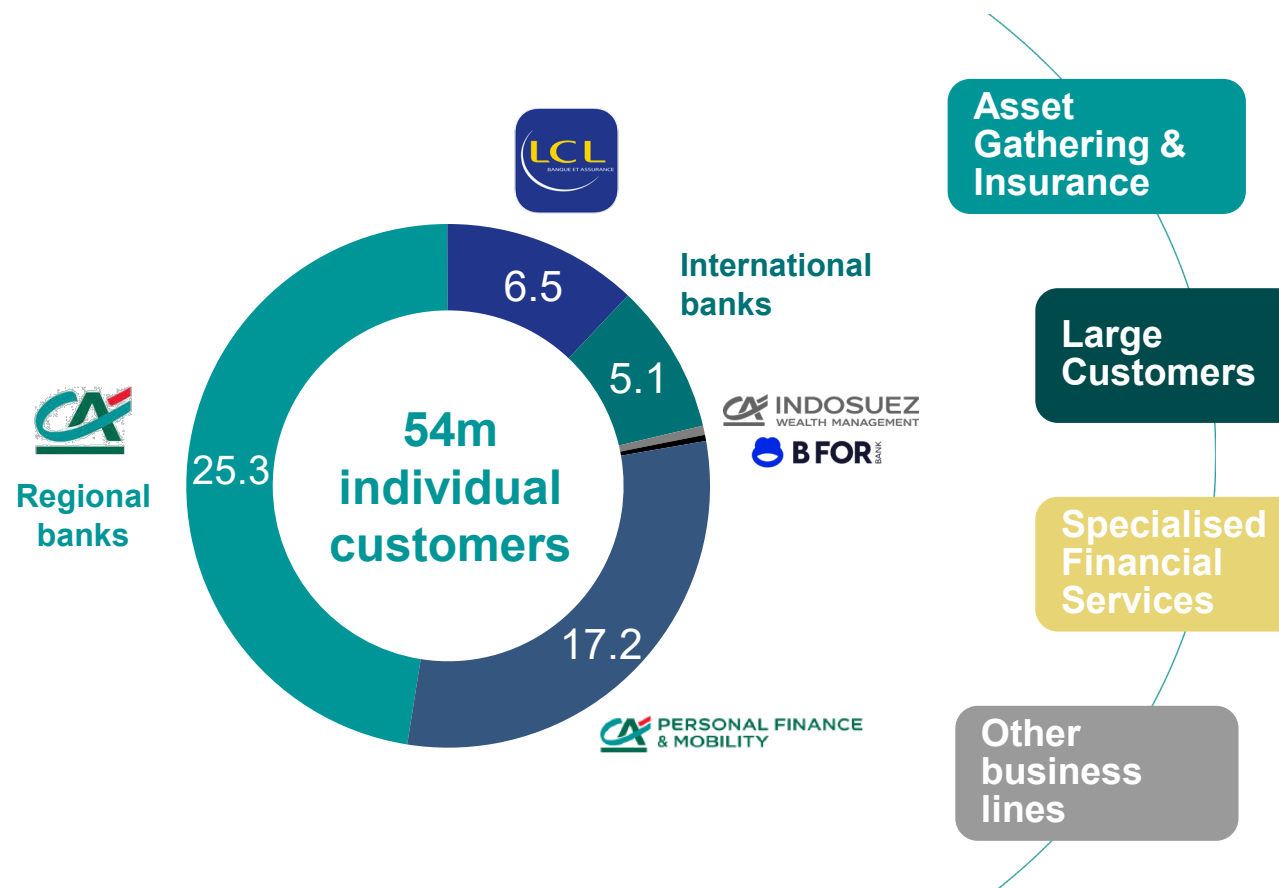 LCL
BANQUE ET ASSURANCE
6.5
International
banks
5.1
INDOSUEZ
WEALTH MANAGEMENT
B FOR BANK
54m
individual
customers
25.3
Regional
banks
17.2
PERSONAL FINANCE
& MOBILITY
Asset
Gathering &
Insurance
Large
Customers
Specialised
Financial
Services
Other
business
lines